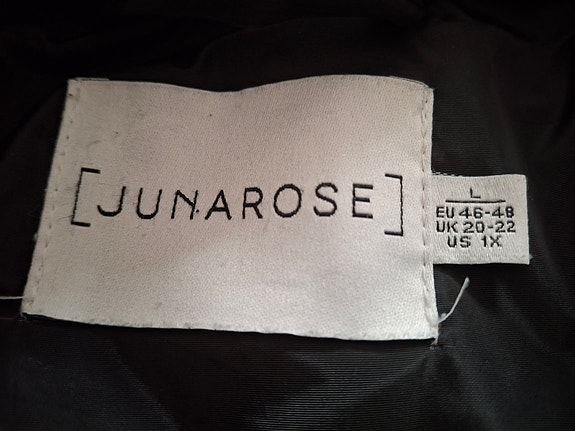 [JUNAROSE]
L
EU 46-48
UK 20-22
US 1X